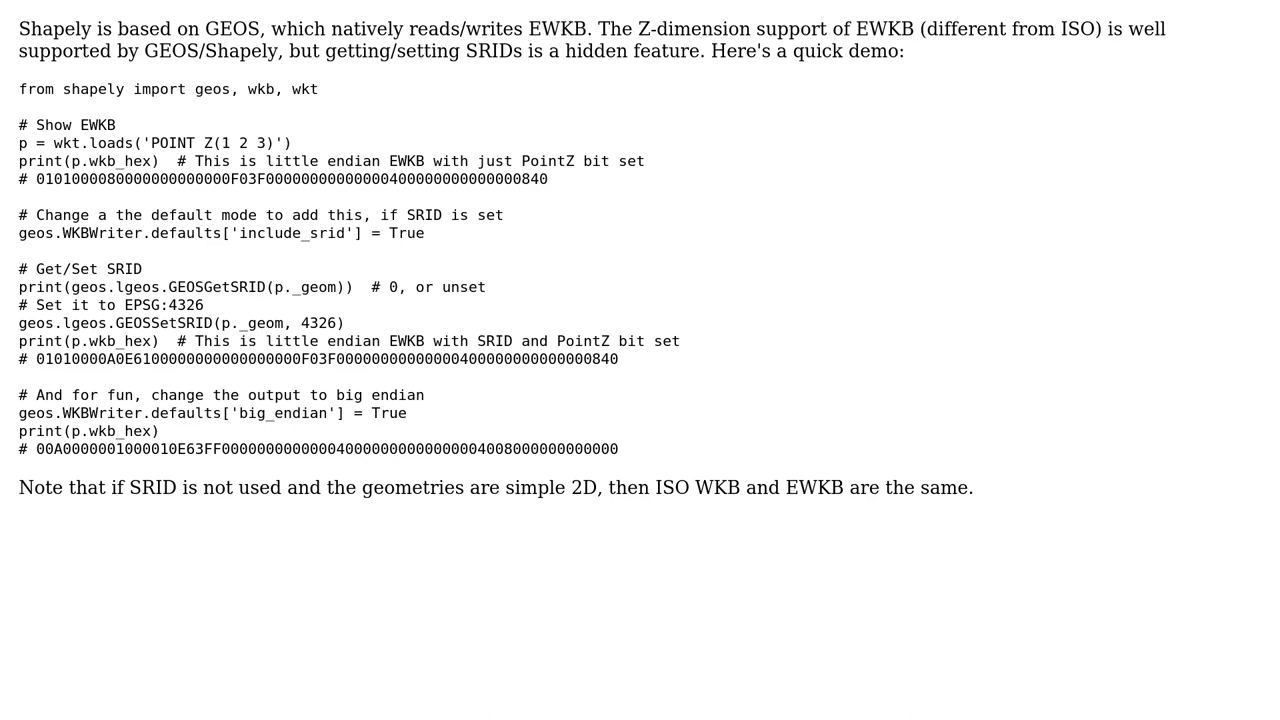 Shapely is based on GEOS, which natively reads/writes EWKB. The Z-dimension support of EWKB (different from ISO) is well
supported by GEOS/Shapely, but getting/setting SRIDs is a hidden feature. Here's a quick demo:
from shapely import geos, wkb, wkt
# Show EWKB
p = wkt.loads('POINT Z(1 2 3)')
print(p.wkb_hex)  # This is little endian EWKB with just PointZ bit set
# 0101000080000000000000F03F00000000000000400000000000000840
# Change a the default mode to add this, if SRID is set
geos.WKBWriter.defaults['include_srid'] = True
# Get/Set SRID
print(geos.lgeos.GEOSGetSRID(p._geom))  # 0, or unset
# Set it to EPSG:4326
geos.lgeos.GEOSSetSRID(p._geom, 4326)
print(p.wkb_hex)  # This is little endian EWKB with SRID and PointZ bit set
# 01010000A0E6100000000000000000F03F00000000000000400000000000000840
# And for fun, change the output to big endian
geos.WKBWriter.defaults['big_endian'] = True
print(p.wkb_hex)
# 00A0000001000010E63FF000000000000040000000000000004008000000000000
Note that if SRID is not used and the geometries are simple 2D, then ISO WKB and EWKB are the same.